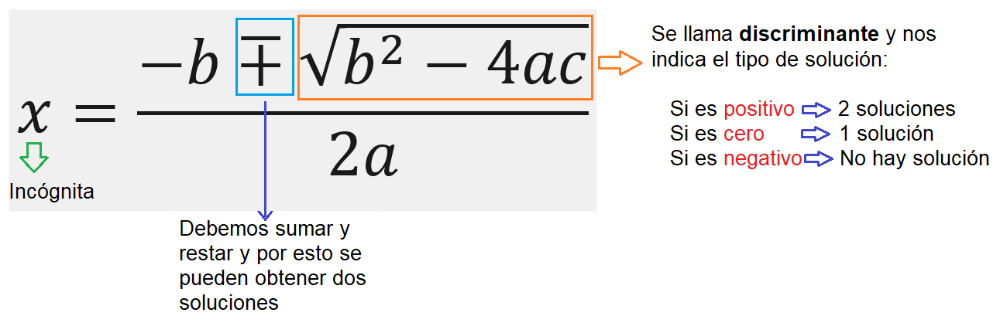 x = −b ∓ √b² − 4ac / 2a
Incógnita
Debemos sumar y
restar y por esto se
pueden obtener dos
soluciones
Se llama discriminante y nos
indica el tipo de solución:
Si es positivo 2 soluciones
Si es cero 1 solución
Si es negativo No hay solución